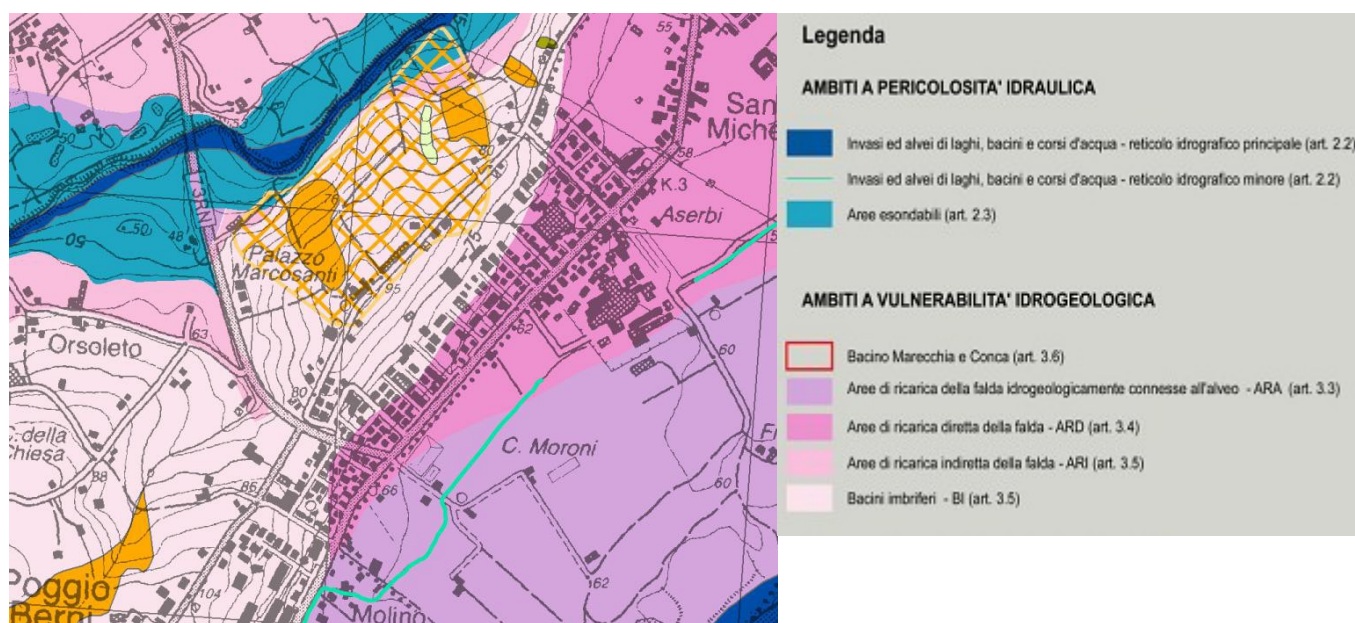 55
San
Miche
58
K.3
Aserbi
76
80
75
Palazzo
Marcosanti
95
50
50
48
50
63
Orsoleto
62
60
80
C. della
Chiesa
88
86
66
C. Moroni
60
62
Poggio
Berni
104
Molino
Legenda
AMBITI A PERICOLOSITA' IDRAULICA
Invasi ed alvei di laghi, bacini e corsi d'acqua - reticolo idrografico principale (art. 2.2)
Invasi ed alvei di laghi, bacini e corsi d'acqua - reticolo idrografico minore (art. 2.2)
Aree esondabili (art. 2.3)
AMBITI A VULNERABILITA' IDROGEOLOGICA
Bacino Marecchia e Conca (art. 3.6)
Aree di ricarica della falda idrogeologicamente connesse all'alveo - ARA (art. 3.3)
Aree di ricarica diretta della falda - ARD (art. 3.4)
Aree di ricarica indiretta della falda - ARI (art. 3.5)
Bacini imbriferi - BI (art. 3.5)